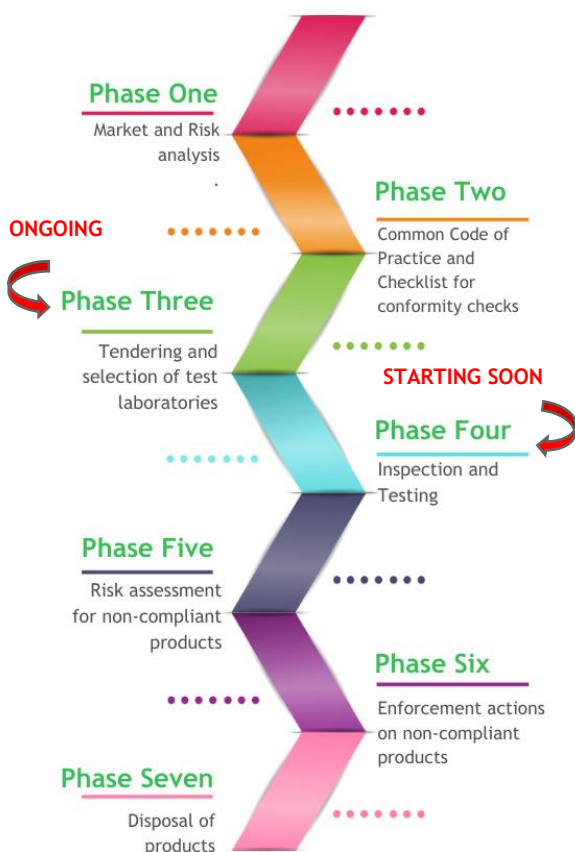 Phase One
Market and Risk
analysis
.
Phase Two
Common Code of
Practice and
Checklist for
conformity checks
ONGOING
Phase Three
Tendering and
selection of test
laboratories
STARTING SOON
Phase Four
Inspection and
Testing
Phase Five
Risk assessment
for non-compliant
products
Phase Six
Enforcement actions
on non-compliant
products
Phase Seven
Disposal of
products